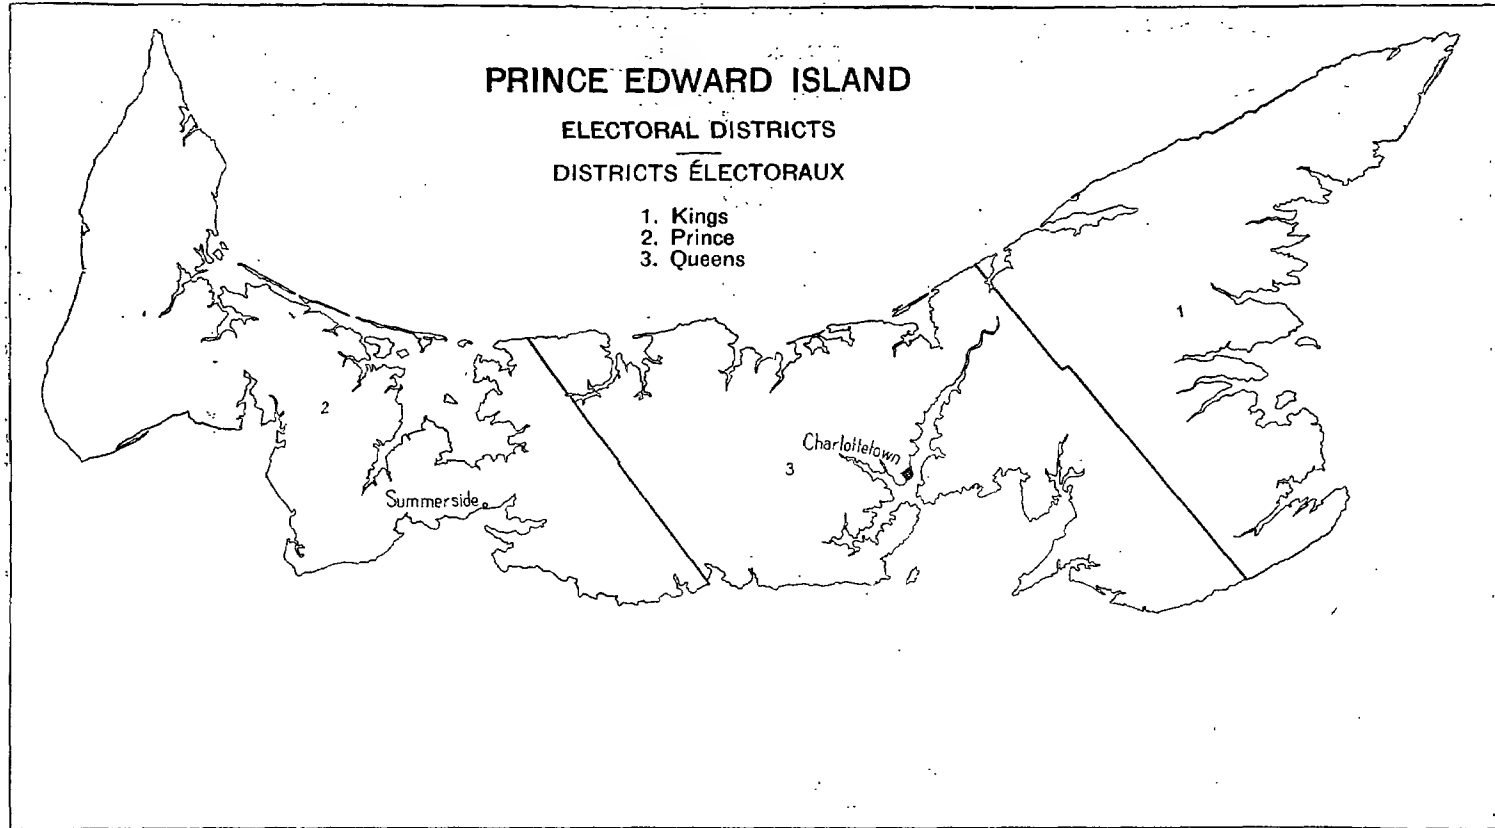 PRINCE EDWARD ISLAND
ELECTORAL DISTRICTS
DISTRICTS ÉLECTORAUX
1. Kings
2. Prince
3. Queens
1
2
Charlottetown
3
Summerside